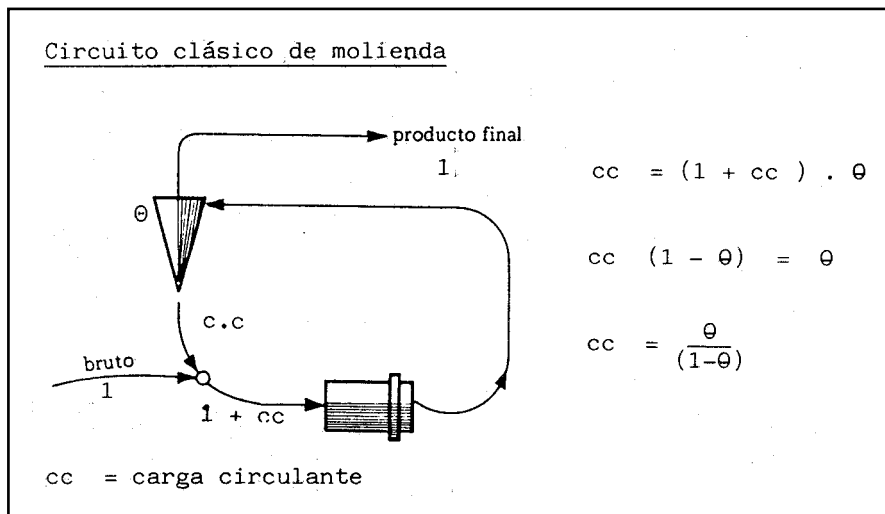 Circuito clásico de molienda
producto final
1
cc = (1 + cc ) . θ
θ
cc (1 - θ) = θ
c.c
cc = θ/(1-θ)
bruto
1
1 + cc
cc = carga circulante